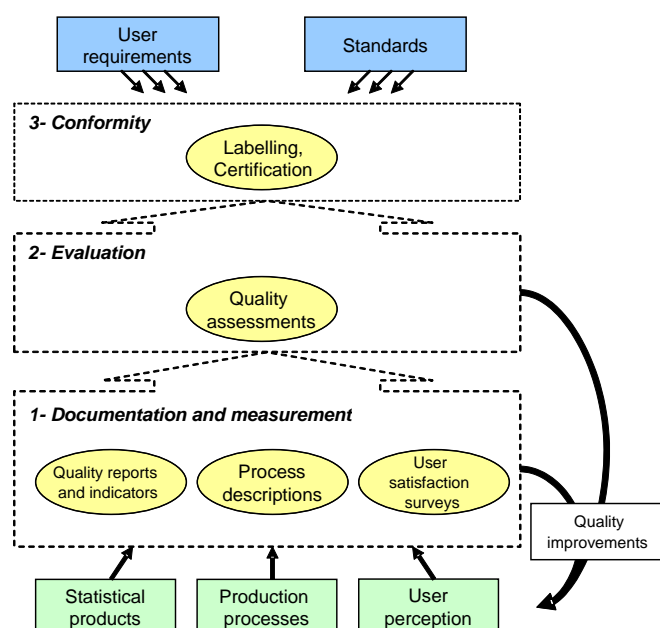 User
requirements
Standards
3- Conformity
Labelling,
Certification
2- Evaluation
Quality
assessments
1- Documentation and measurement
Quality reports
and indicators
Process
descriptions
User
satisfaction
surveys
Quality
improvements
Statistical
products
Production
processes
User
perception